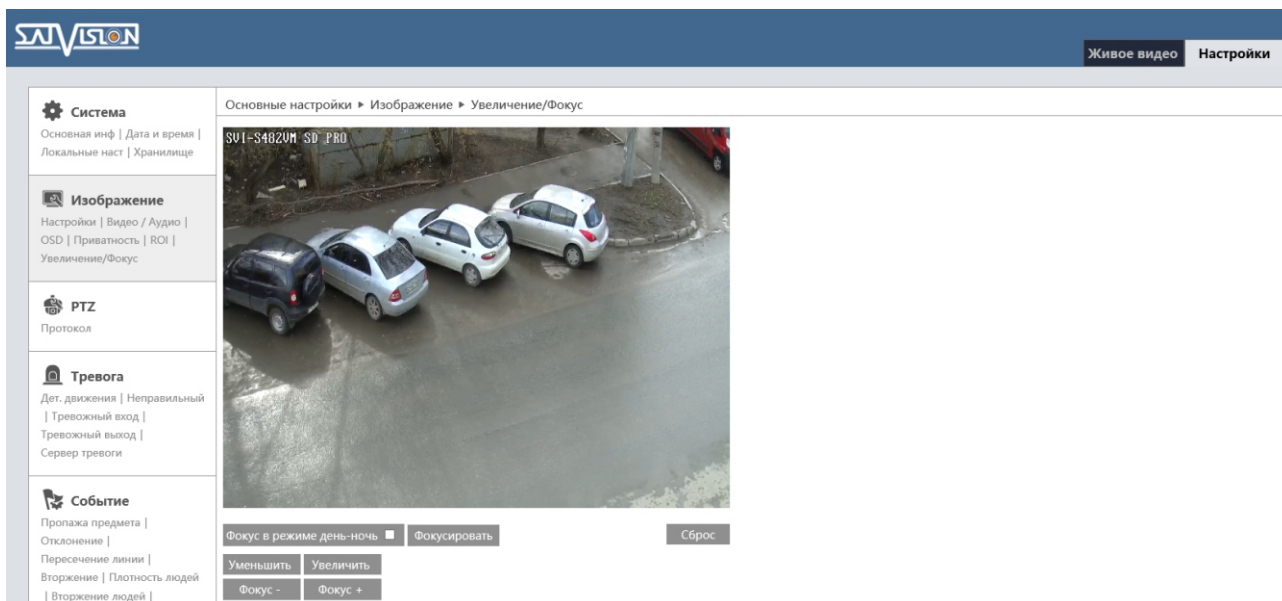 SATVISION
Живое видео
Настройки
Система
Основная инф | Дата и время |
Локальные наст | Хранилище
Изображение
Настройки | Видео / Аудио |
OSD | Приватность | ROI |
Увеличение/Фокус
PTZ
Протокол
Тревога
Дет. движения | Неправильный
| Тревожный вход |
Тревожный выход |
Сервер тревоги
Событие
Пропажа предмета |
Отклонение |
Пересечение линии |
Вторжение | Плотность людей
| Вторжение людей |
Основные настройки ▸ Изображение ▸ Увеличение/Фокус
SVI-S482VM SD PRO
Фокус в режиме день-ночь
Фокусировать
Сброс
Уменьшить
Увеличить
Фокус -
Фокус +